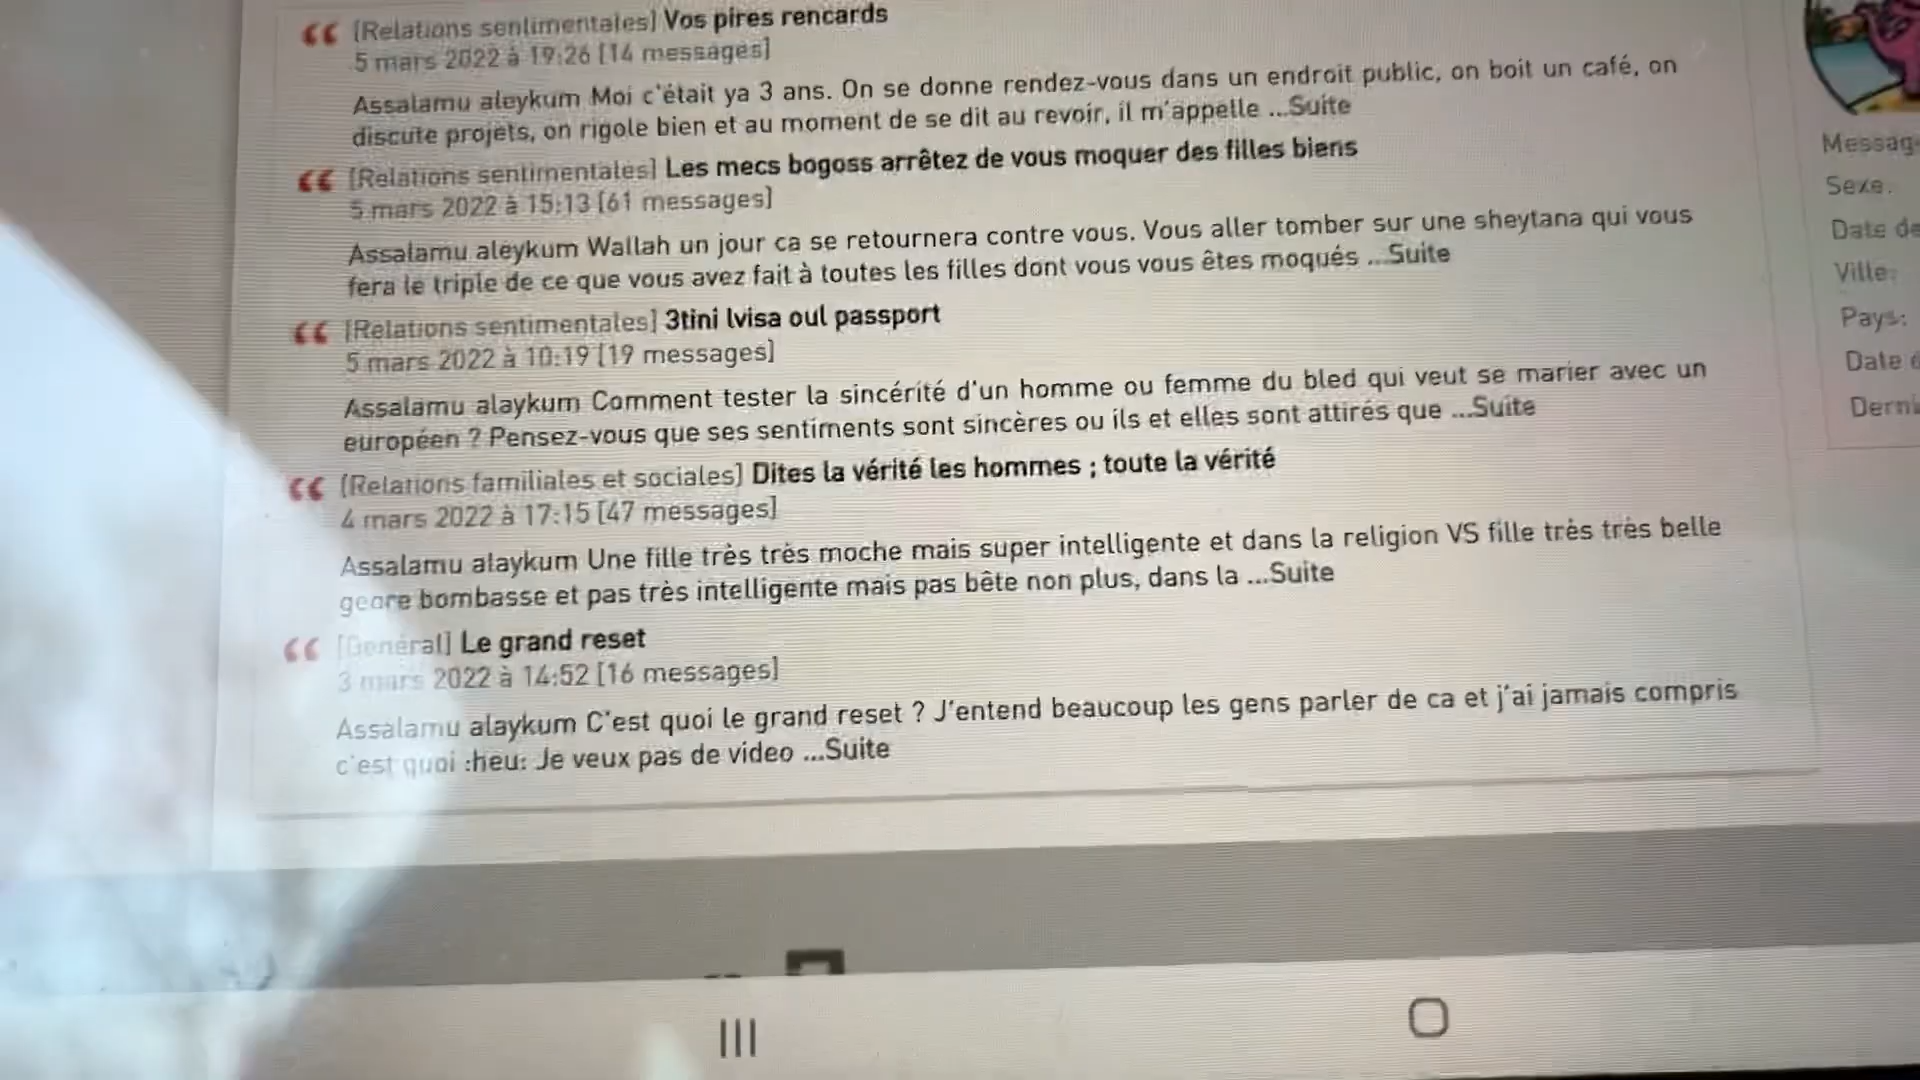 [Relations sentimentales] Vos pires rencards
5 mars 2022 à 19:26 [14 messages]
Assalamu aleykum Moi c'était ya 3 ans. On se donne rendez-vous dans un endroit public, on boit un café, on
discute projets, on rigole bien et au moment de se dit au revoir, il m'appelle ...Suite
[Relations sentimentales] Les mecs bogoss arrêtez de vous moquer des filles biens
5 mars 2022 à 15:13 [61 messages]
Assalamu aleykum Wallah un jour ca se retournera contre vous. Vous aller tomber sur une sheytana qui vous
fera le triple de ce que vous avez fait à toutes les filles dont vous vous êtes moqués ...Suite
[Relations sentimentales] 3tini lvisa oul passport
5 mars 2022 à 10:19 [19 messages]
Assalamu alaykum Comment tester la sincérité d'un homme ou femme du bled qui veut se marier avec un
européen ? Pensez-vous que ses sentiments sont sincères ou ils et elles sont attirés que ...Suite
[Relations familiales et sociales] Dites la vérité les hommes ; toute la vérité
4 mars 2022 à 17:15 [47 messages]
Assalamu alaykum Une fille très très moche mais super intelligente et dans la religion VS fille très très belle
genre bombasse et pas très intelligente mais pas bête non plus, dans la ...Suite
[Général] Le grand reset
3 mars 2022 à 14:52 [16 messages]
Assalamu alaykum C'est quoi le grand reset ? J'entend beaucoup les gens parler de ca et j'ai jamais compris
c'est quoi :heu: Je veux pas de video ...Suite
Messag
Sexe:
Date de
Ville:
Pays:
Date d
Derni